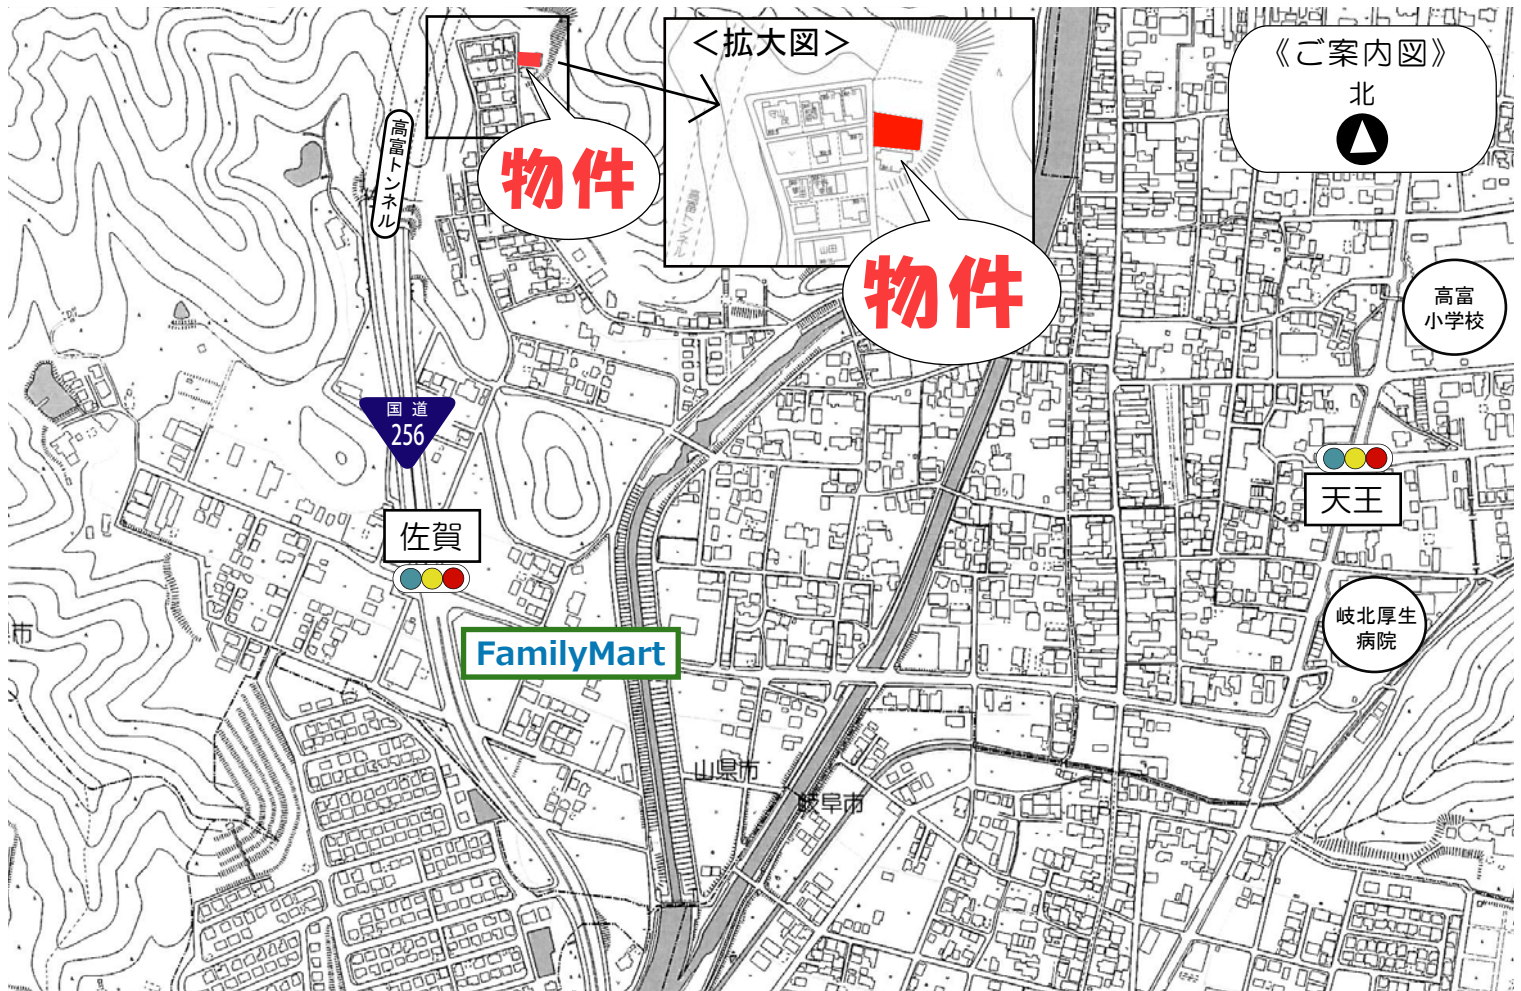 ＜拡大図＞
《ご案内図》
北
高富トンネル
物件
物件
高富
小学校
国道
256
天王
佐賀
岐北厚生
病院
市
FamilyMart
山県市
岐阜市
山田